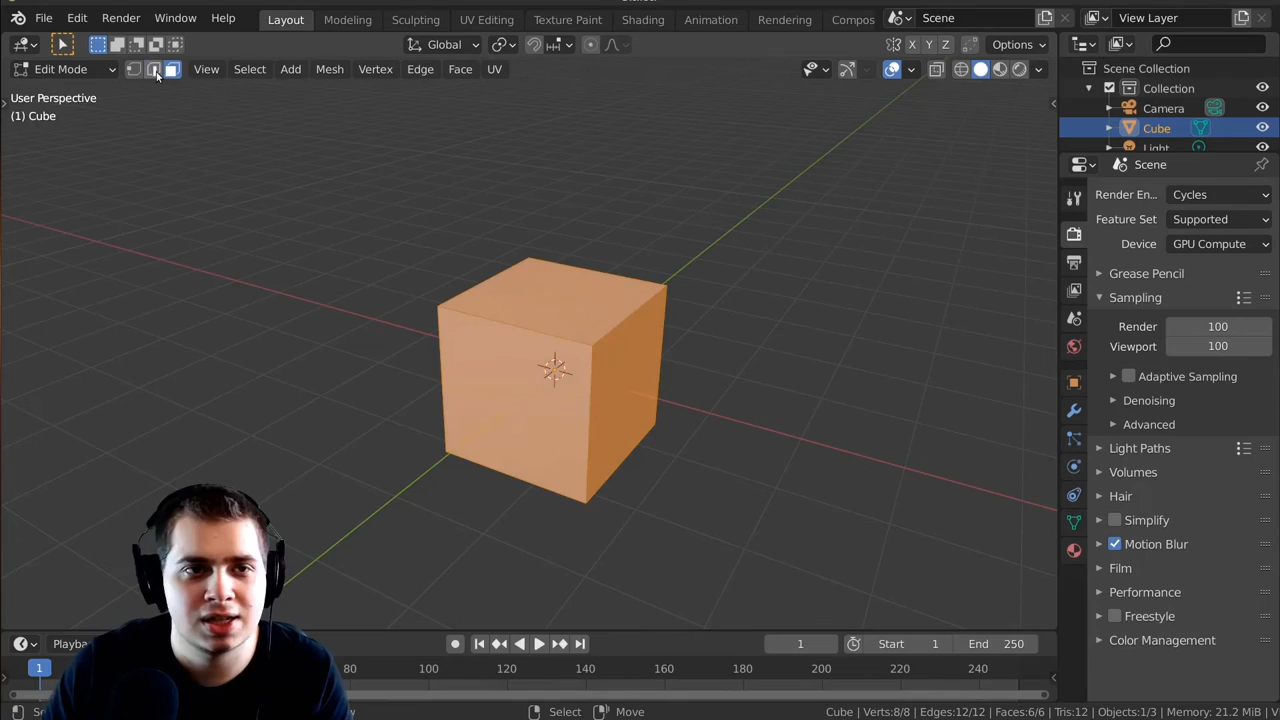 File Edit Render Window Help Layout Modeling Sculpting UV Editing Texture Paint Shading Animation Rendering Compos Scene View Layer
Global X Y Z Options
Edit Mode View Select Add Mesh Vertex Edge Face UV
User Perspective
(1) Cube
Scene Collection
Collection
Camera
Cube
Light
Scene
Render En... Cycles
Feature Set Supported
Device GPU Compute
Grease Pencil
Sampling
Render 100
Viewport 100
Adaptive Sampling
Denoising
Advanced
Light Paths
Volumes
Hair
Simplify
Motion Blur
Film
Performance
Freestyle
Color Management
Playba 1 Start 1 End 250
1 80 100 120 140 160 180 200 220 240
Select Move Cube | Verts:8/8 | Edges:12/12 | Faces:6/6 | Tris:12 | Objects:1/3 | Memory: 21.2 MiB | V